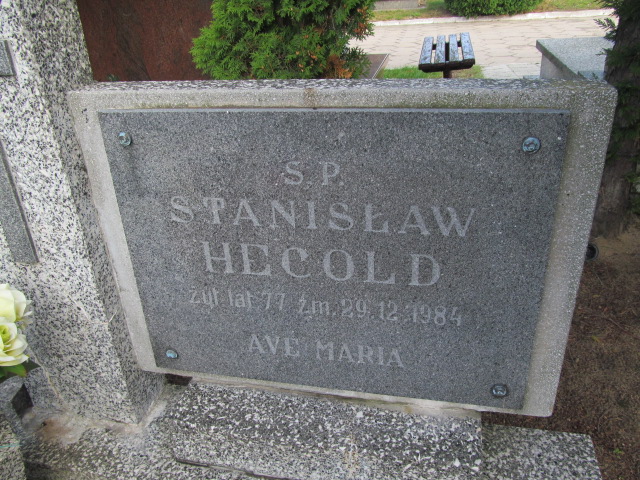 Ś.P.
STANISŁAW
HECOLD
żył lat 77 zm. 29.12.1984
AVE MARIA